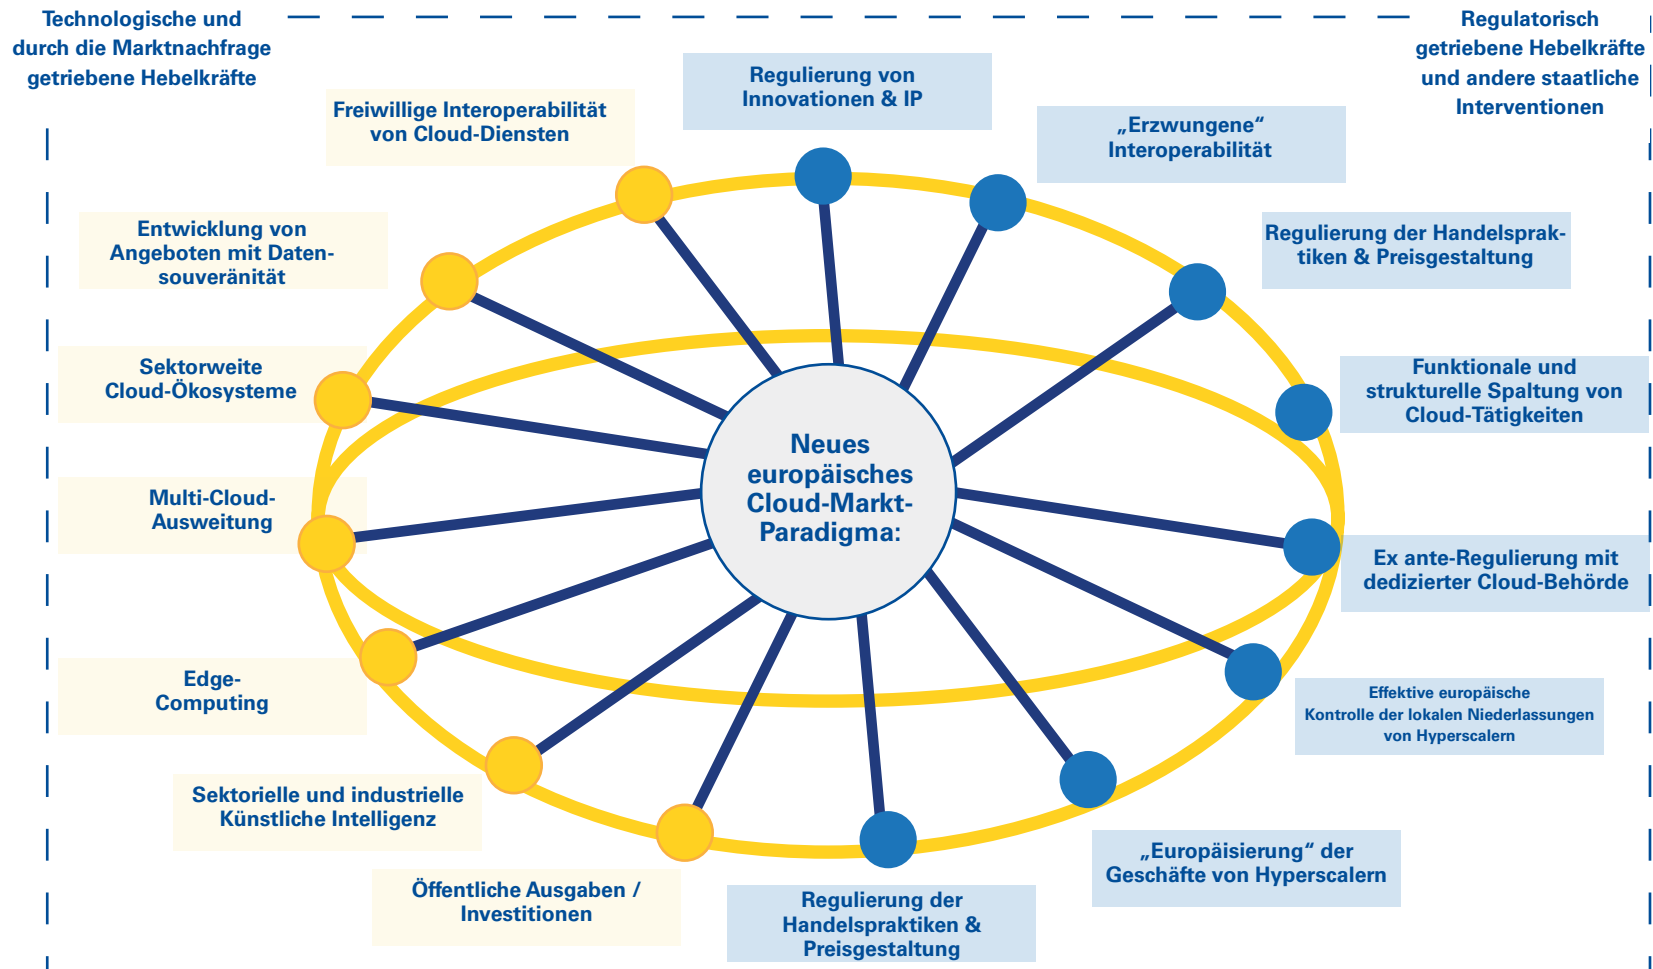 Technologische und
durch die Marktnachfrage
getriebene Hebelkräfte
Regulatorisch
getriebene Hebelkräfte
und andere staatliche
Interventionen
Regulierung von
Innovationen & IP
Freiwillige Interoperabilität
von Cloud-Diensten
„Erzwungene“
Interoperabilität
Entwicklung von
Angeboten mit Daten-
souveränität
Regulierung der Handelsprak-
tiken & Preisgestaltung
Sektorweite
Cloud-Ökosysteme
Funktionale und
strukturelle Spaltung von
Cloud-Tätigkeiten
Neues
europäisches
Cloud-Markt-
Paradigma:
Multi-Cloud-
Ausweitung
Ex ante-Regulierung mit
dedizierter Cloud-Behörde
Edge-
Computing
Effektive europäische
Kontrolle der lokalen Niederlassungen
von Hyperscalern
Sektorielle und industrielle
Künstliche Intelligenz
„Europäisierung“ der
Geschäfte von Hyperscalern
Öffentliche Ausgaben /
Investitionen
Regulierung der
Handelspraktiken &
Preisgestaltung